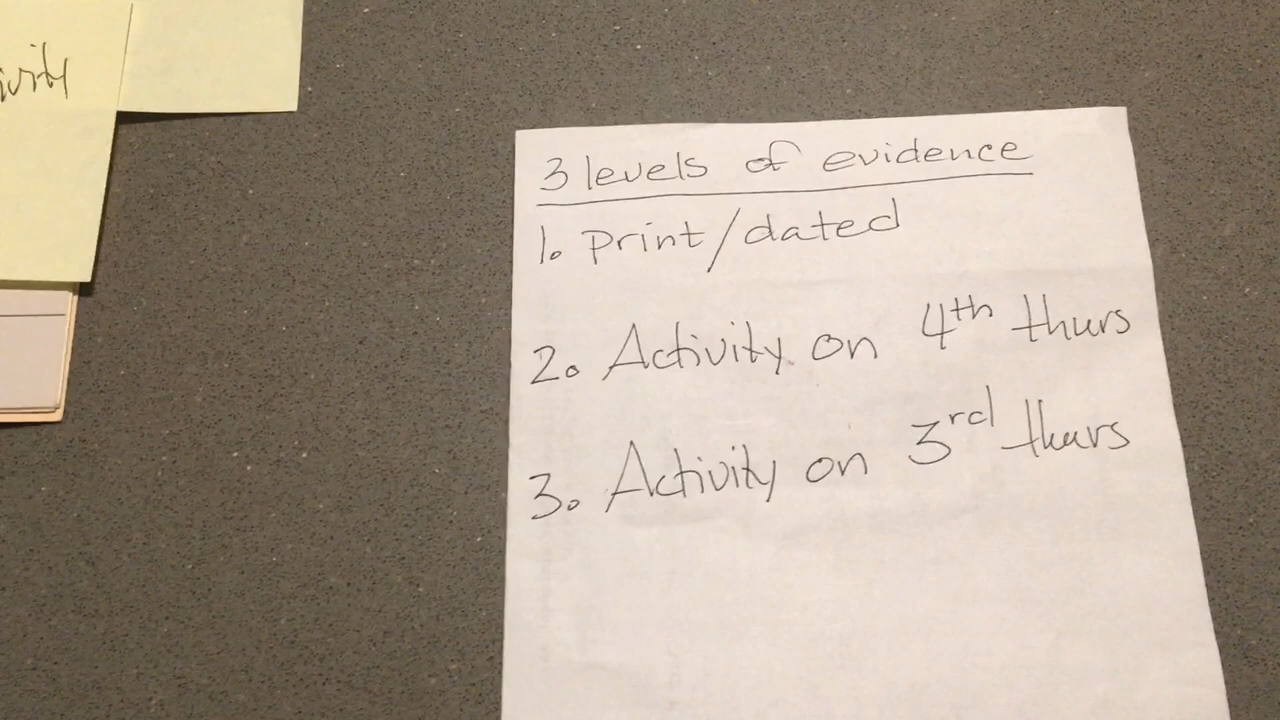 3 levels of evidence
1. Print/dated
2. Activity on 4th thurs
3. Activity on 3rd thurs